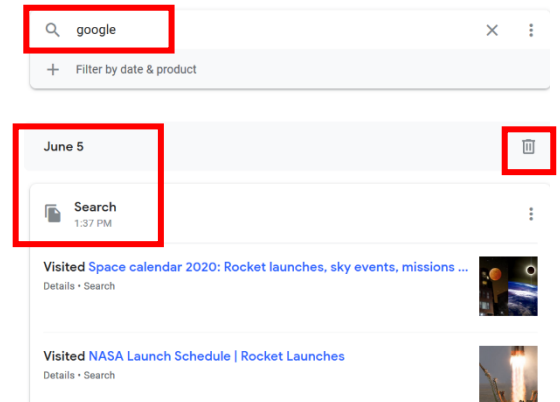 google
Filter by date & product
June 5
Search
1:37 PM
Visited Space calendar 2020: Rocket launches, sky events, missions ...
Details • Search
Visited NASA Launch Schedule | Rocket Launches
Details • Search